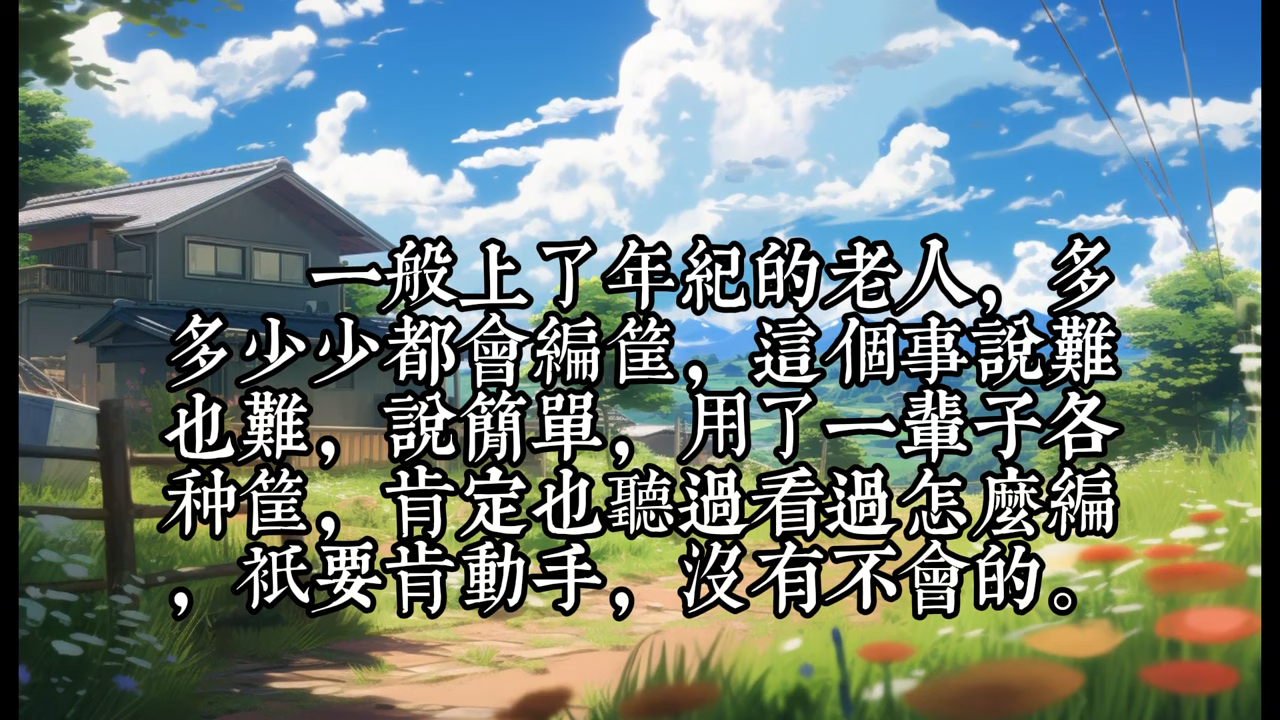 一般上了年紀的老人，多
多少少都會編筐，這個事說難
也難，說簡單，用了一輩子各
种筐，肯定也聽過看過怎麼編
，祇要肯動手，沒有不會的。